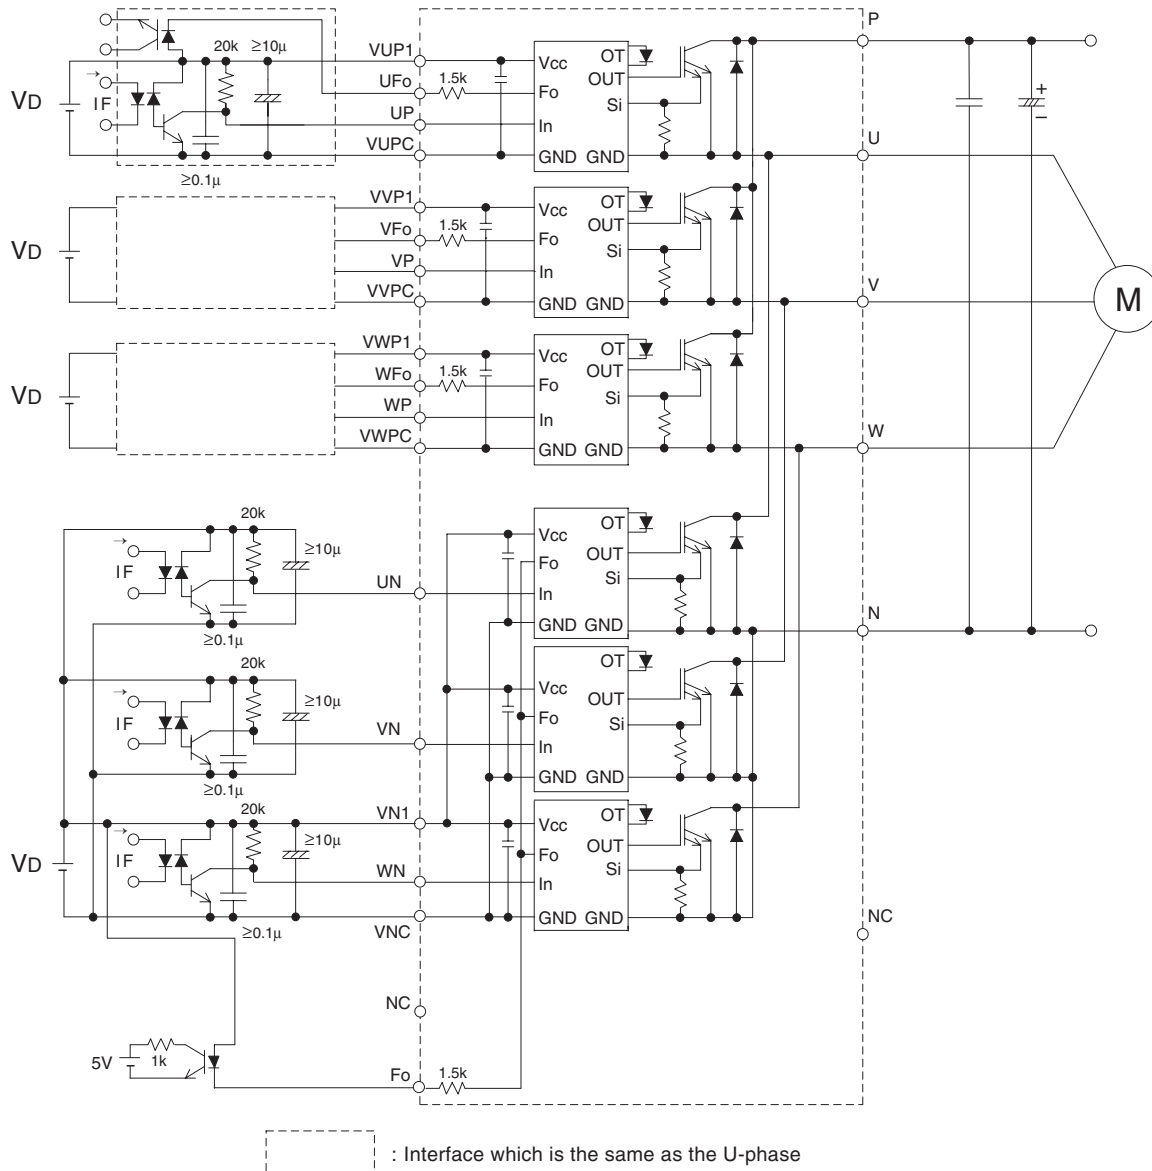 P
20k ≥10µ
VUP1
OT
Vcc
VD
IF
UFo
1.5k
OUT
Fo
Si
UP
In
VUPC
GND GND
U
+
–
≥0.1µ
VVP1
OT
Vcc
VD
VFo
1.5k
OUT
Fo
Si
VP
In
VVPC
GND GND
V
M
VWP1
OT
Vcc
VD
WFo
1.5k
OUT
Fo
Si
WP
In
VWPC
GND GND
W
20k
≥10µ
OT
Vcc
OUT
Fo
IF
Si
UN
In
≥0.1µ
GND GND
N
20k
≥10µ
OT
Vcc
IF
OUT
VN
Fo
Si
In
≥0.1µ
GND GND
20k
≥10µ
VN1
OT
Vcc
VD
IF
OUT
Fo
Si
WN
In
VNC
≥0.1µ
GND GND
NC
NC
5V
1k
Fo
1.5k
: Interface which is the same as the U-phase